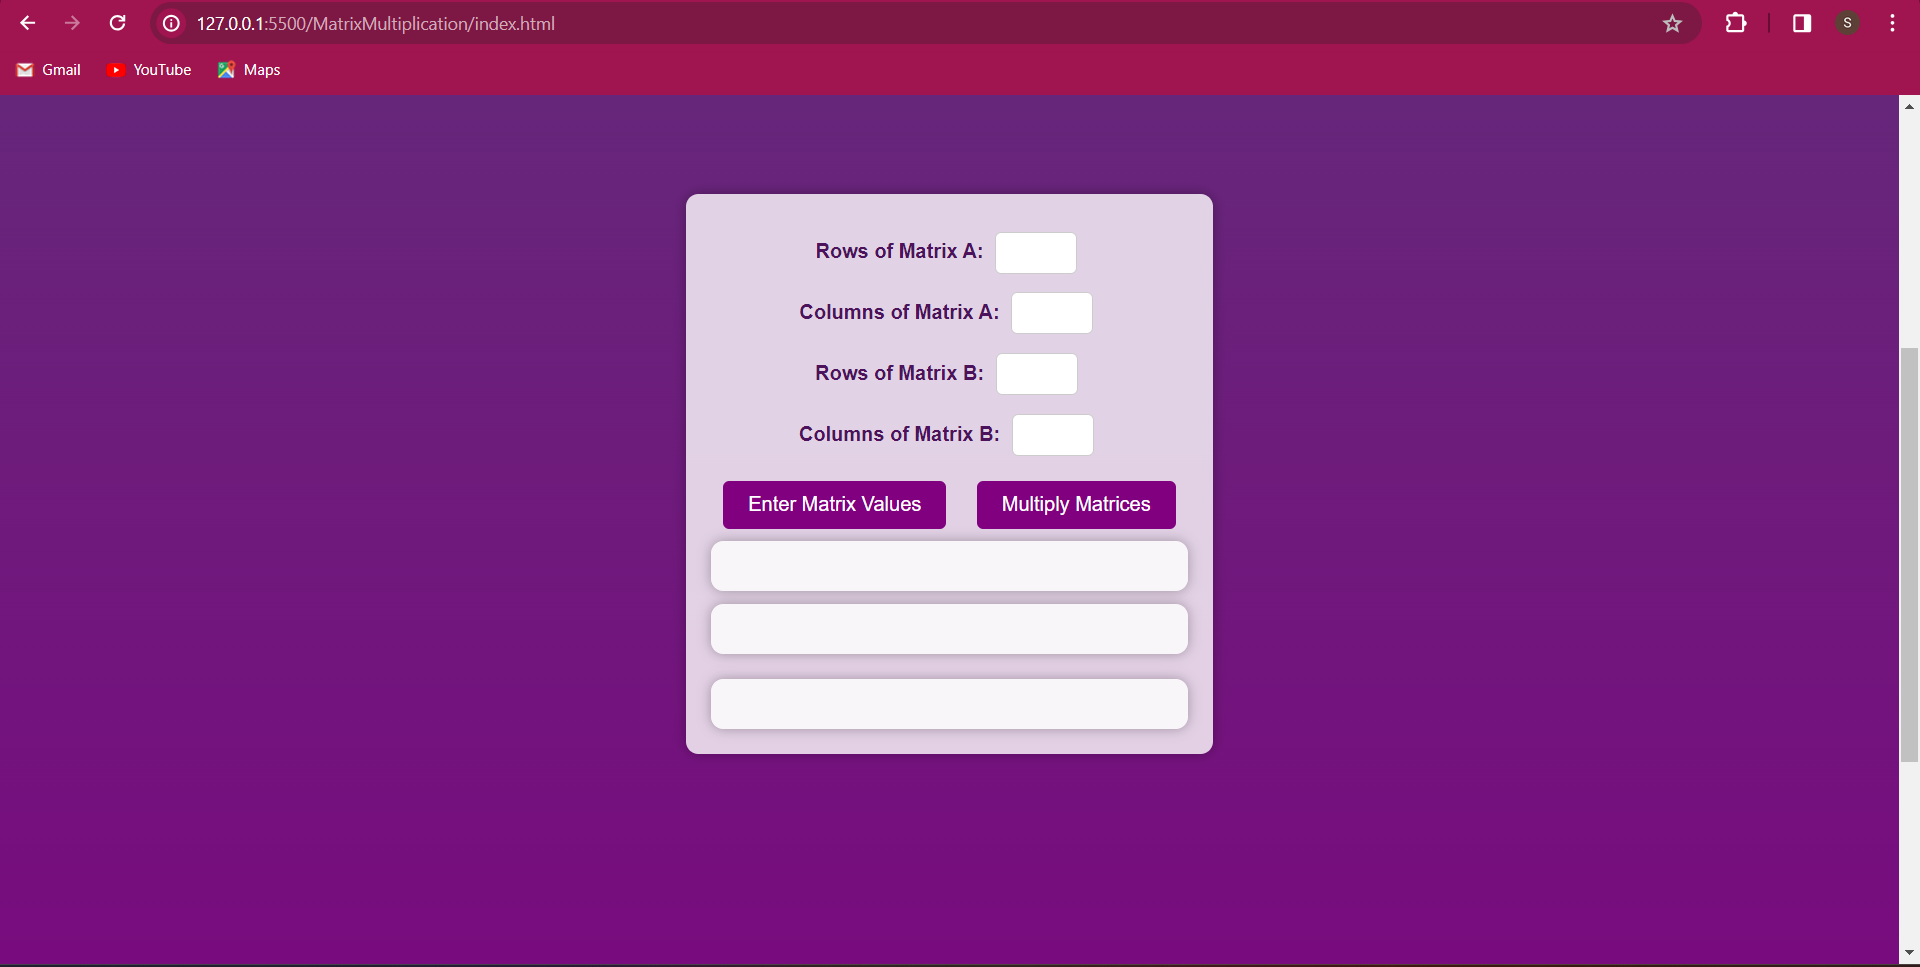 127.0.0.1:5500/MatrixMultiplication/index.html
S
Gmail YouTube Maps
Rows of Matrix A:
Columns of Matrix A:
Rows of Matrix B:
Columns of Matrix B:
Enter Matrix Values Multiply Matrices